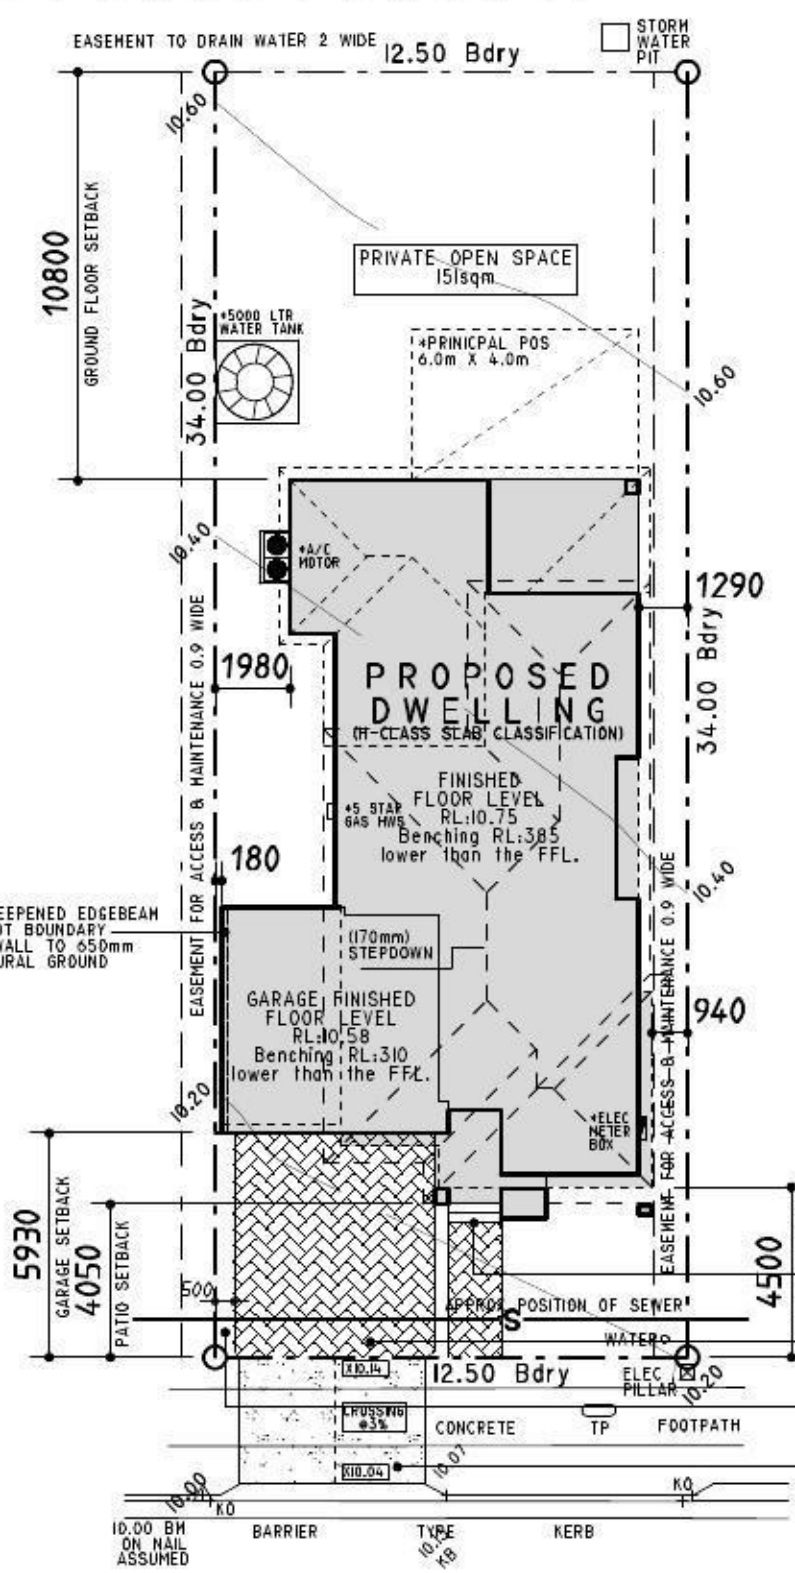 EASEMENT TO DRAIN WATER 2 WIDE
12.50 Bdry
STORM
WATER
PIT
10.60
10800
GROUND FLOOR SETBACK
34.00 Bdry
PRIVATE OPEN SPACE
151sqm
*5000 LTR
WATER TANK
*PRINICPAL POS
6.0m X 4.0m
10.60
10.40
*A/C
MOTOR
1290
34.00 Bdry
1980
PROPOSED
DWELLING
(H-CLASS SLAB CLASSIFICATION)
FINISHED
FLOOR LEVEL
RL:10.75
Benching RL:385
lower than the FFL.
*5 STAR
GAS HWS
EASEMENT FOR ACCESS & MAINTENANCE 0.9 WIDE
180
10.40
EEPENED EDGEBEAM
OT BOUNDARY
WALL TO 650mm
URAL GROUND
(170mm)
STEPDOWN
GARAGE FINISHED
FLOOR LEVEL
RL:10.58
Benching RL:310
lower than the FFL.
EASEMENT FOR ACCESS & MAINTENANCE 0.9 WIDE
940
10.20
*ELEC
METER
BOX
5930
GARAGE SETBACK
4050
PATIO SETBACK
500
4500
APPROX POSITION OF SEWER
S
WATER
12.50 Bdry
ELEC
PILLAR
10.20
X10.14
CROSSING
@3%
CONCRETE
TP
FOOTPATH
X10.04
10.07
10.00
KO
KO
10.00 BM
ON NAIL
ASSUMED
BARRIER
TYPE
KERB
KB